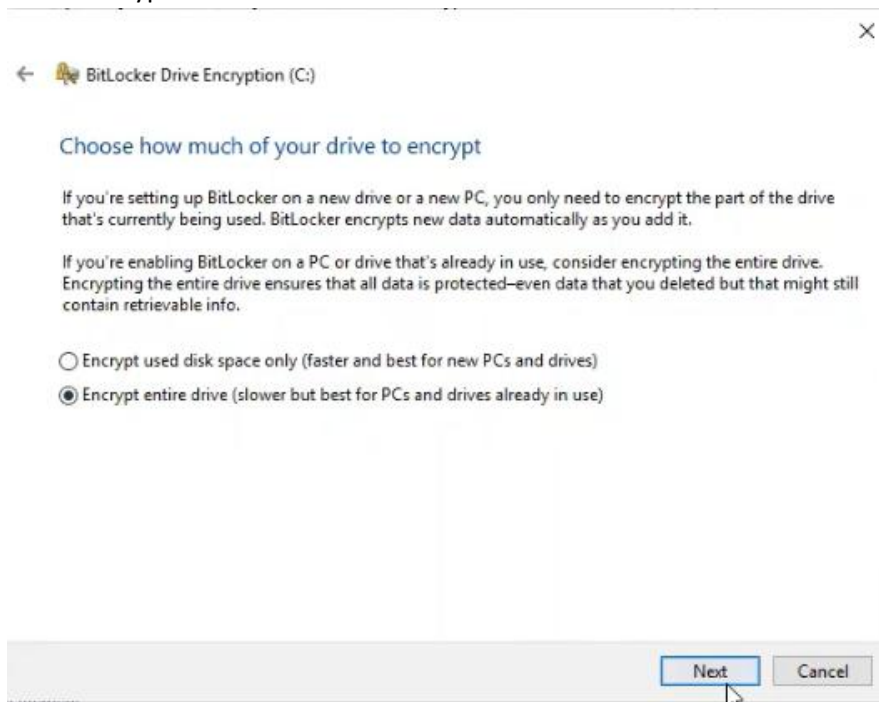 BitLocker Drive Encryption (C:)
Choose how much of your drive to encrypt
If you're setting up BitLocker on a new drive or a new PC, you only need to encrypt the part of the drive
that's currently being used. BitLocker encrypts new data automatically as you add it.
If you're enabling BitLocker on a PC or drive that's already in use, consider encrypting the entire drive.
Encrypting the entire drive ensures that all data is protected–even data that you deleted but that might still
contain retrievable info.
Encrypt used disk space only (faster and best for new PCs and drives)
Encrypt entire drive (slower but best for PCs and drives already in use)
Next Cancel